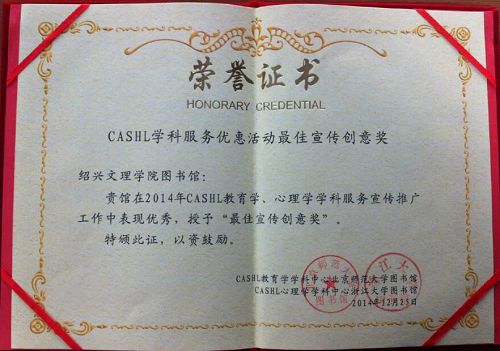 荣誉证书
HONORARY CREDENTIAL
CASHL学科服务优惠活动最佳宣传创意奖
绍兴文理学院图书馆：
贵馆在2014年CASHL教育学、心理学学科服务宣传推广
工作中表现优秀，授予“最佳宣传创意奖”。
特颁此证，以资鼓励。
CASHL教育学学科中心北京师范大学图书馆
CASHL心理学学科中心浙江大学图书馆
2014年12月25日